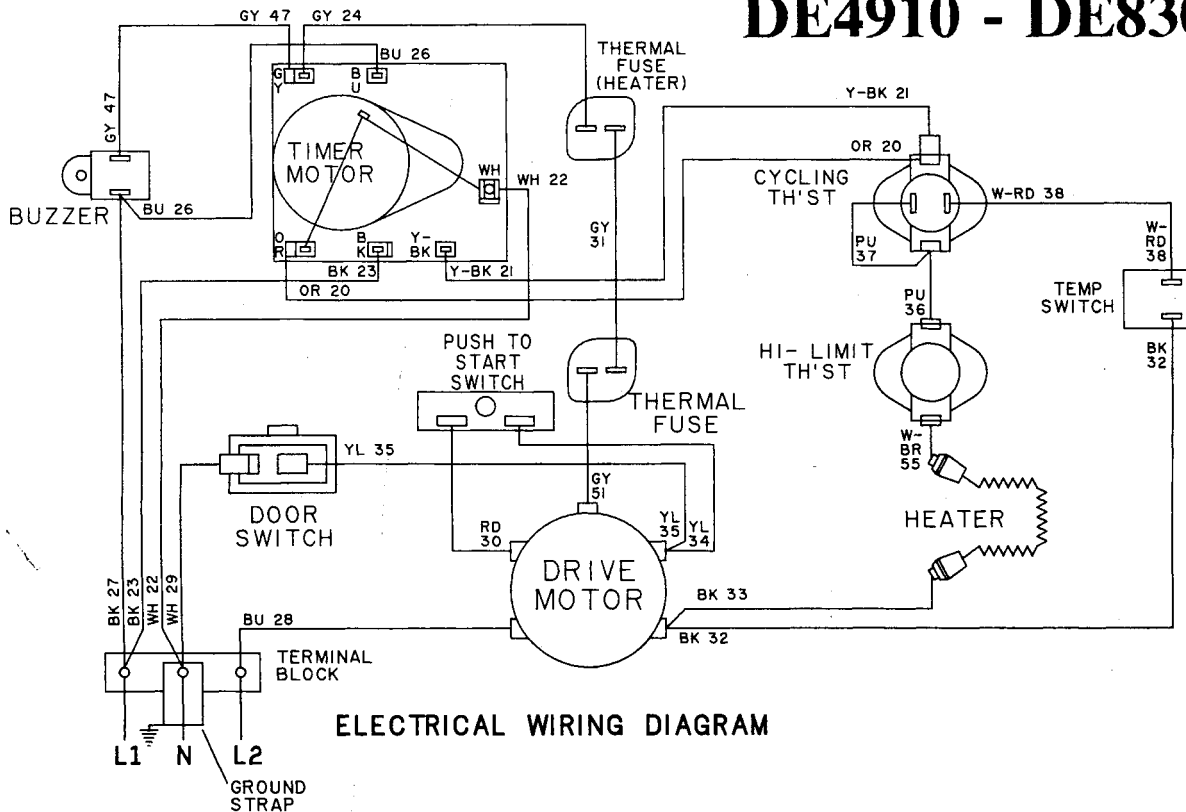 DE4910 - DE830
GY 47
GY 24
BU 26
THERMAL
FUSE
(HEATER)
GY 47
G
Y
B
U
TIMER
MOTOR
WH
WH 22
BUZZER
BU 26
O
R
B
K
Y-
BK
BK 23
Y-BK 21
OR 20
Y-BK 21
OR 20
CYCLING
TH'ST
W-RD 38
PU
37
W-
RD
38
GY
31
PU
36
TEMP
SWITCH
BK
32
HI- LIMIT
TH'ST
PUSH TO
START
SWITCH
THERMAL
FUSE
YL 35
DOOR
SWITCH
W-
BR
55
HEATER
GY
51
RD
30
YL
35
YL
34
DRIVE
MOTOR
BK 33
BK 32
BK 27
BK 23
WH 22
WH 29
BU 28
TERMINAL
BLOCK
L1
N
L2
GROUND
STRAP
ELECTRICAL WIRING DIAGRAM